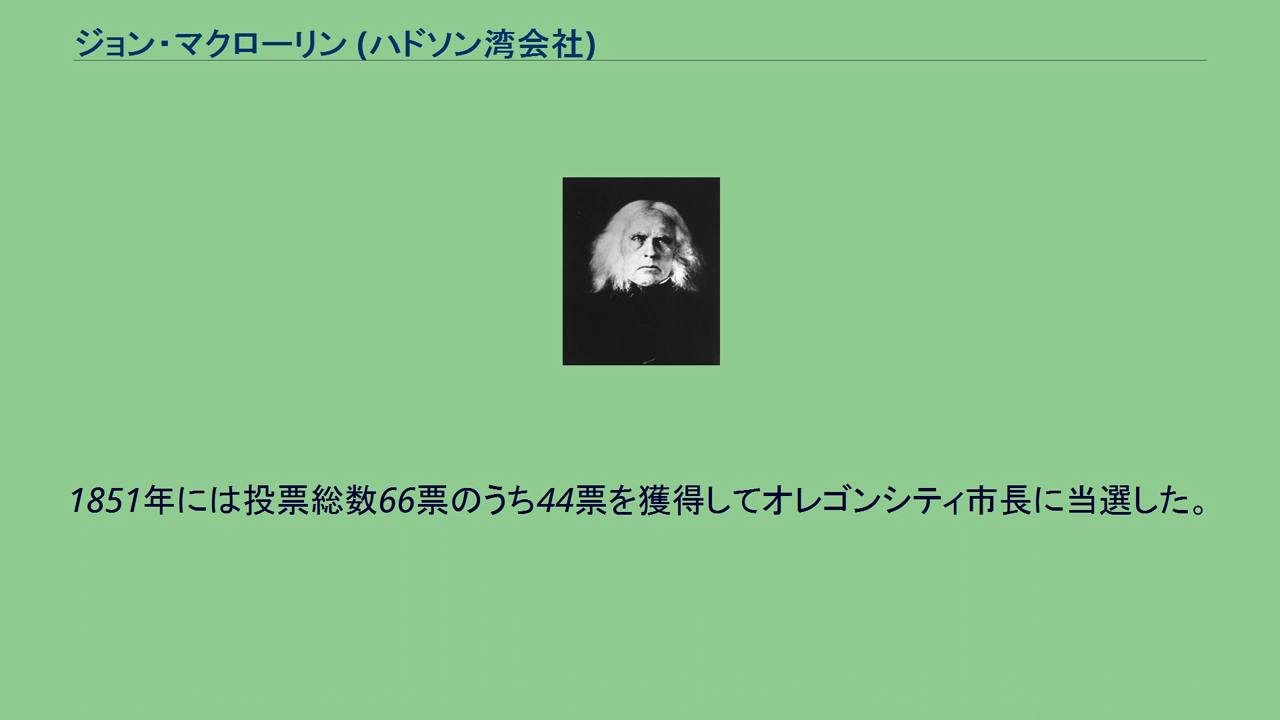 ジョン・マクローリン (ハドソン湾会社)
1851年には投票総数66票のうち44票を獲得してオレゴンシティ市長に当選した。